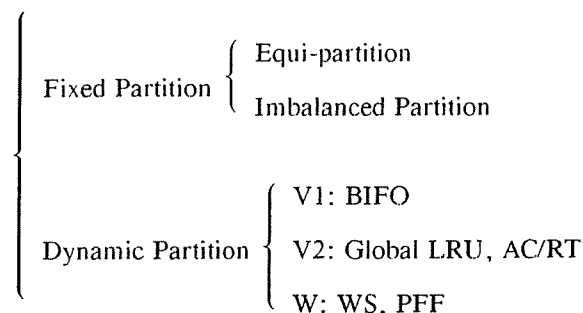 Equi-partition
Fixed Partition
Imbalanced Partition
V1: BIFO
Dynamic Partition
V2: Global LRU, AC/RT
W: WS, PFF